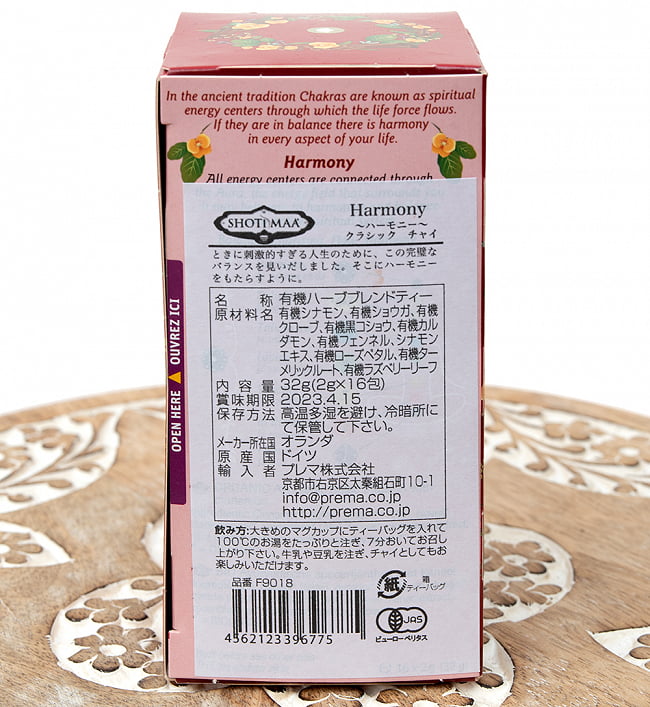 In the ancient tradition Chakras are known as spiritual
energy centers through which the life force flows.
If they are in balance there is harmony
in every aspect of your life.
Harmony
All energy centers are connected through
SHOTI MAA
Harmony
～ハーモニー～
クラシック チャイ
ときに刺激的すぎる人生のために、この完璧な
バランスを見いだしました。そこにハーモニー
をもたらすように。
名称 有機ハーブブレンドティー
原材料名 有機シナモン、有機ショウガ、有機
クローブ、有機黒コショウ、有機カル
ダモン、有機フェンネル、シナモン
エキス、有機ローズペタル、有機ター
メリックルート、有機ラズベリーリーフ
内容量 32g(2g×16包)
賞味期限 2023.4.15
保存方法 高温多湿を避け、冷暗所に
て保管して下さい。
メーカー所在国 オランダ
原産国 ドイツ
輸入者 プレマ株式会社
京都市右京区太秦組石町10-1
info@prema.co.jp
http://prema.co.jp
飲み方:大きめのマグカップにティーバッグを入れて
100℃のお湯をたっぷりと注ぎ、7分おいてお召し
上がり下さい。牛乳や豆乳を注ぎ、チャイとしてもお
楽しみいただけます。
品番 F9018
4562123396775
紙
箱
ティーバッグ
JAS
ビューローベリタス
OPEN HERE ▲ OUVREZ ICI